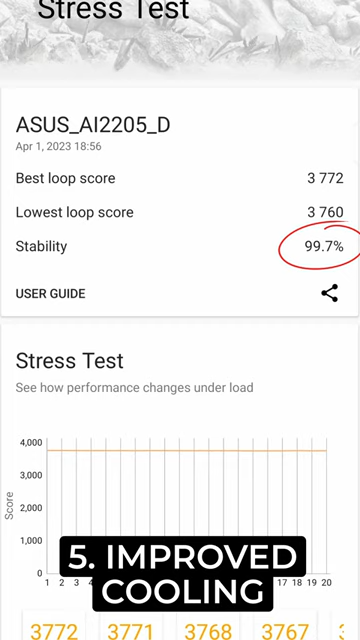 Stress Test
ASUS_AI2205_D
Apr 1, 2023 18:56
Best loop score 3 772
Lowest loop score 3 760
Stability 99.7%
USER GUIDE
Stress Test
See how performance changes under load
4,000
3,000
2,000
1,000
0
Score
1 2 3 17 18 19 20
5. IMPROVED
COOLING
3772 3771 3768 3767